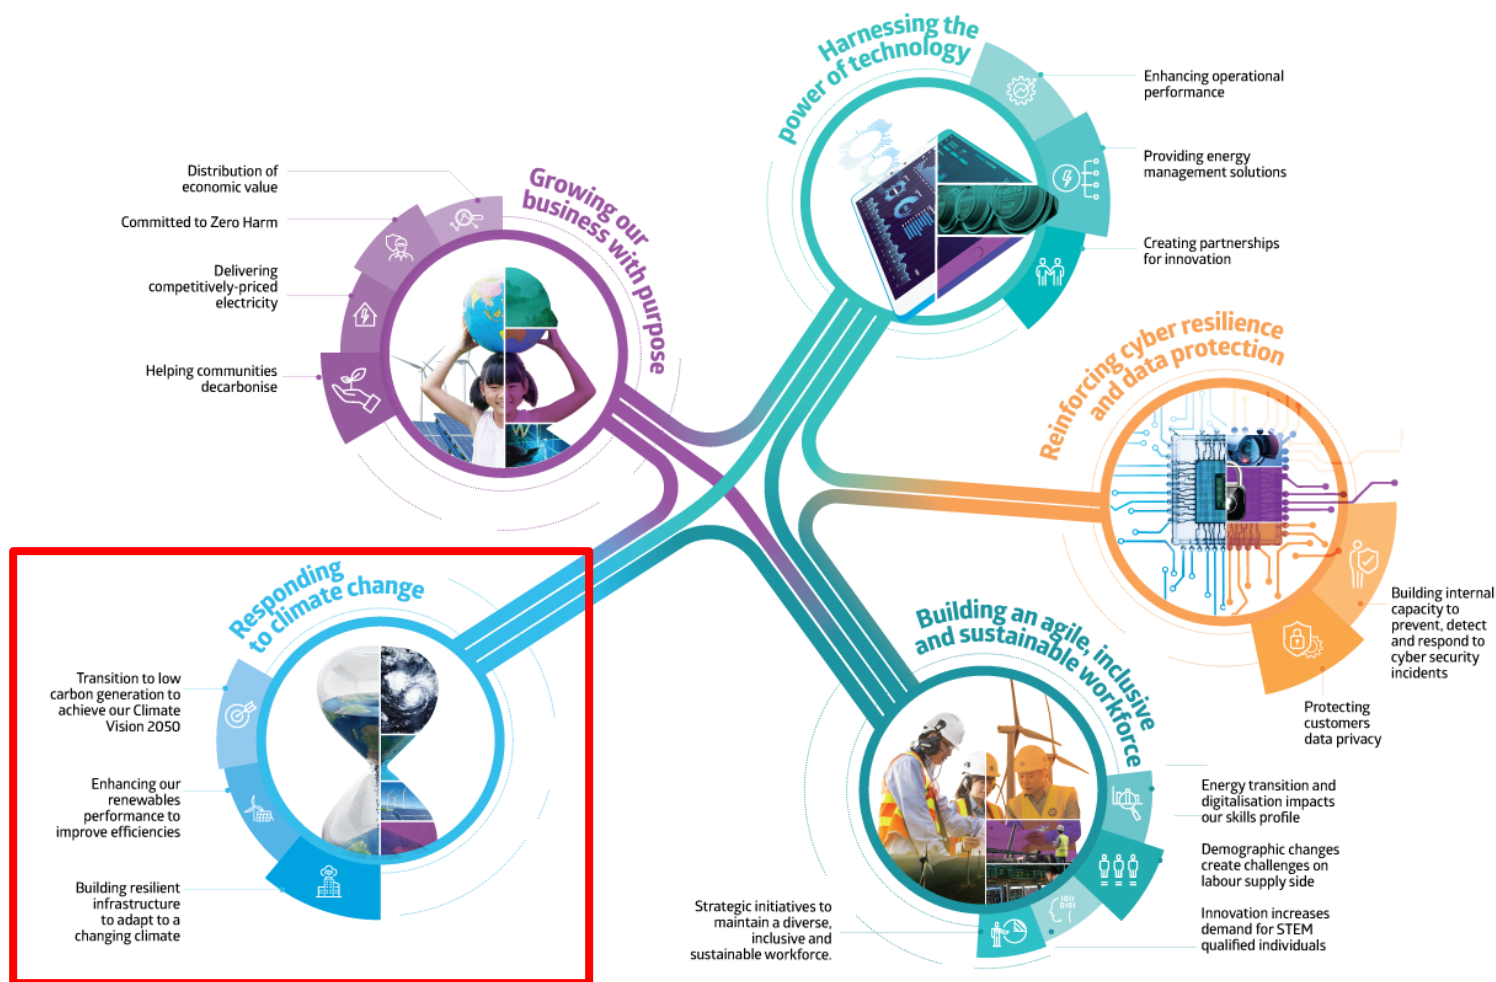 Harnessing the
power of technology
Enhancing operational
performance
Providing energy
management solutions
Creating partnerships
for innovation
Growing our
business with purpose
Distribution of
economic value
Committed to Zero Harm
Delivering
competitively-priced
electricity
Helping communities
decarbonise
Reinforcing cyber resilience
and data protection
Building internal
capacity to
prevent, detect
and respond to
cyber security
incidents
Protecting
customers
data privacy
Responding
to climate change
Transition to low
carbon generation to
achieve our Climate
Vision 2050
Enhancing our
renewables
performance to
improve efficiencies
Building resilient
infrastructure
to adapt to a
changing climate
Building an agile, inclusive
and sustainable workforce
Energy transition and
digitalisation impacts
our skills profile
Demographic changes
create challenges on
labour supply side
Innovation increases
demand for STEM
qualified individuals
1011
0101
Strategic initiatives to
maintain a diverse,
inclusive and
sustainable workforce.